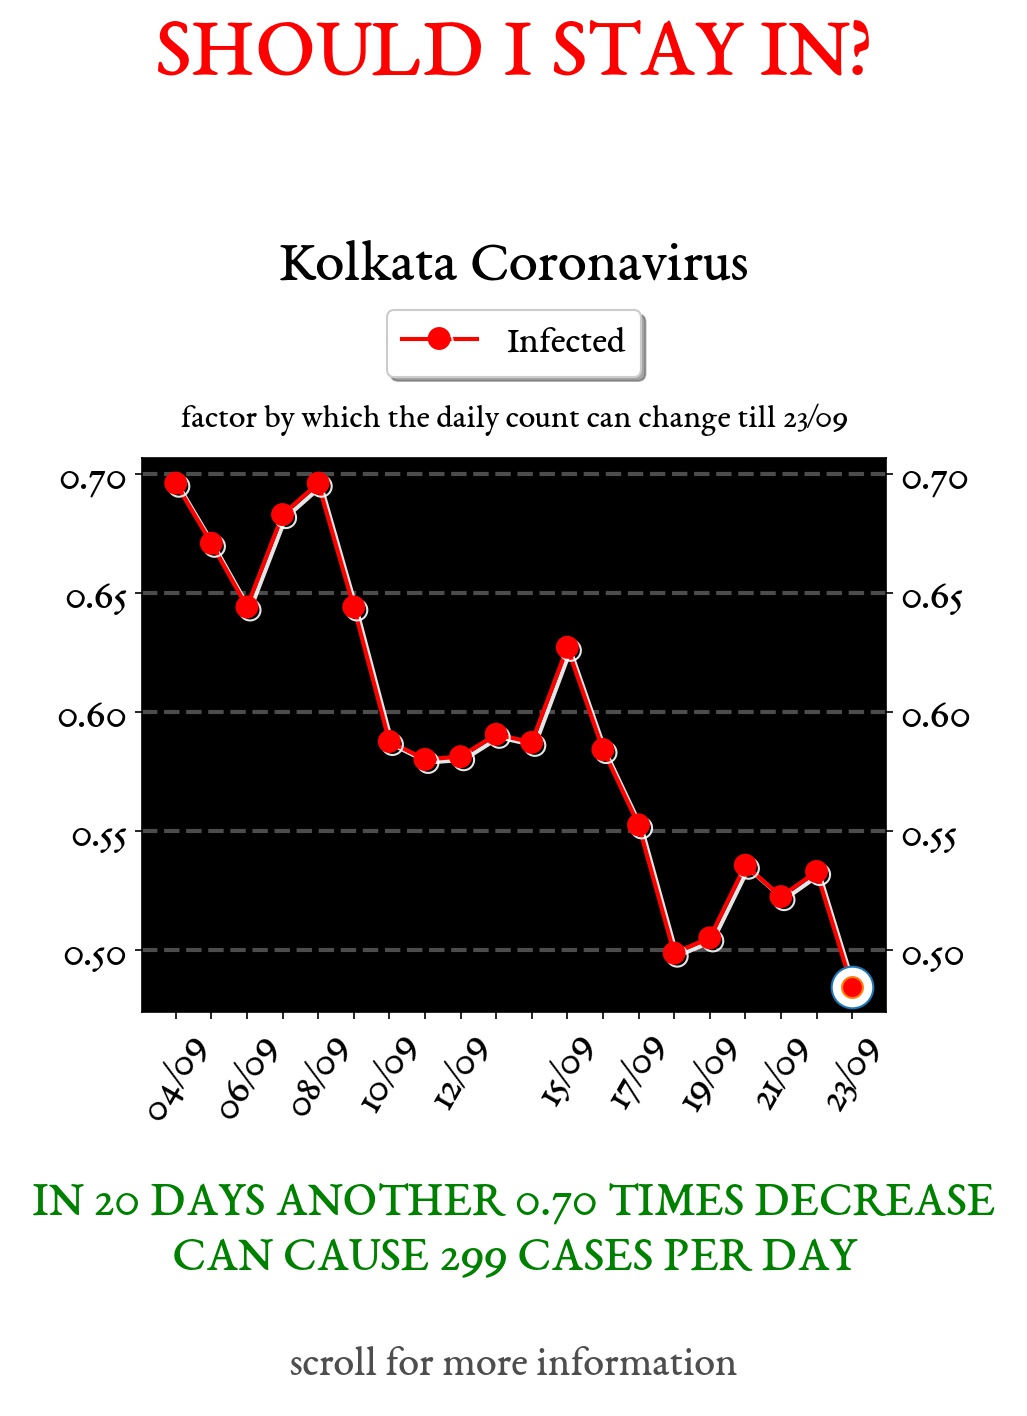 SHOULD I STAY IN?
Kolkata Coronavirus
Infected
factor by which the daily count can change till 23/09
0.70 0.70
0.65 0.65
0.60 0.60
0.55 0.55
0.50 0.50
04/09 06/09 08/09 10/09 12/09 15/09 17/09 19/09 21/09 23/09
IN 20 DAYS ANOTHER 0.70 TIMES DECREASE
CAN CAUSE 299 CASES PER DAY
scroll for more information